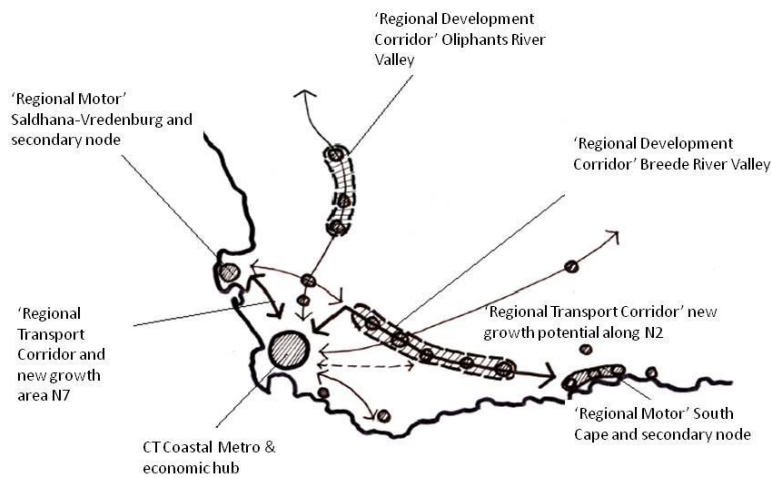 ‘Regional Development
Corridor’ Oliphants River
Valley
‘Regional Motor’
Saldhana-Vredenburg and
secondary node
‘Regional Development
Corridor’ Breede River Valley
‘Regional
Transport
Corridor and
new growth
area N7
‘Regional Transport Corridor’ new
growth potential along N2
‘Regional Motor’ South
Cape and secondary node
CT Coastal Metro &
economic hub